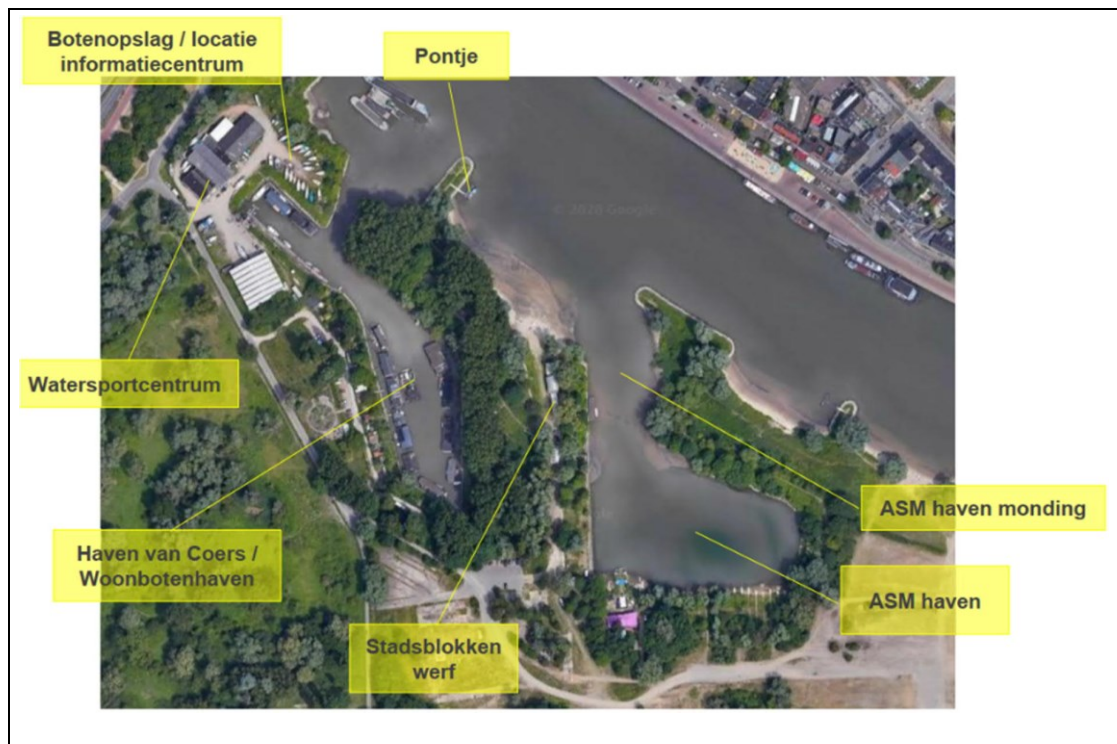 Botenopslag / locatie
informatiecentrum
Pontje
© 2020 Google
Watersportcentrum
ASM haven monding
Haven van Coers /
Woonbotenhaven
ASM haven
Stadsblokken
werf